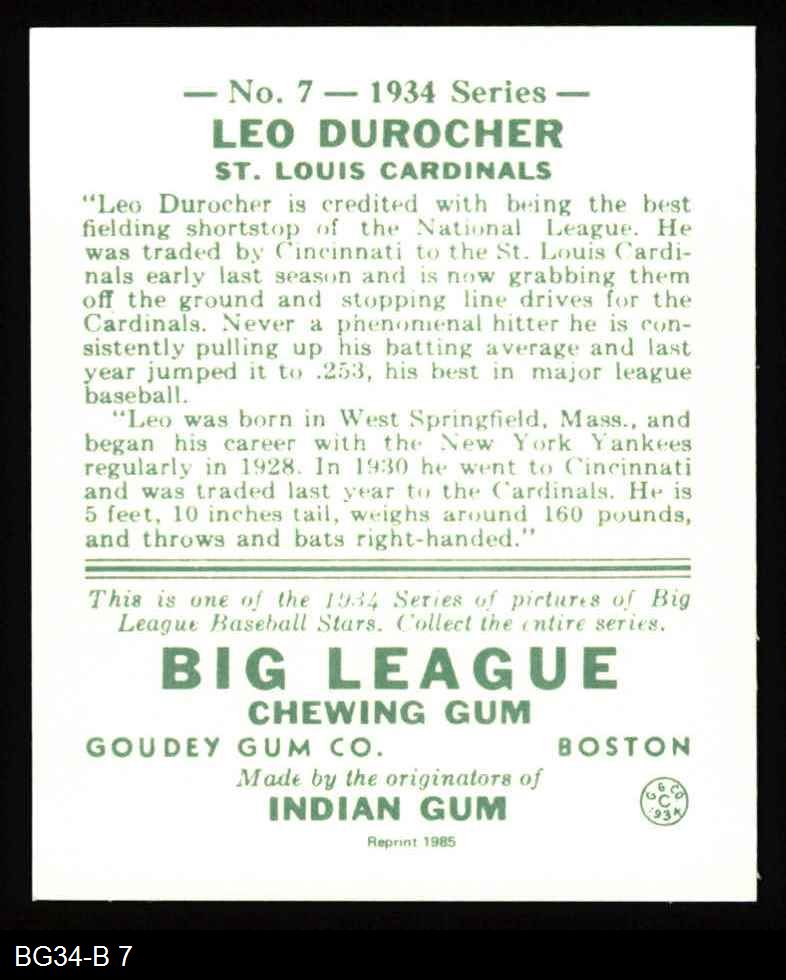 — No. 7 — 1934 Series —
LEO DUROCHER
ST. LOUIS CARDINALS
"Leo Durocher is credited with being the best
fielding shortstop of the National League. He
was traded by Cincinnati to the St. Louis Cardi-
nals early last season and is now grabbing them
off the ground and stopping line drives for the
Cardinals. Never a phenomenal hitter he is con-
sistently pulling up his batting average and last
year jumped it to .253, his best in major league
baseball.
"Leo was born in West Springfield, Mass., and
began his career with the New York Yankees
regularly in 1928. In 1930 he went to Cincinnati
and was traded last year to the Cardinals. He is
5 feet, 10 inches tall, weighs around 160 pounds,
and throws and bats right-handed."
This is one of the 1934 Series of pictures of Big
League Baseball Stars. Collect the entire series.
BIG LEAGUE
CHEWING GUM
GOUDEY GUM CO. BOSTON
Made by the originators of
INDIAN GUM
G G CO
C
1934
Reprint 1985
BG34-B 7